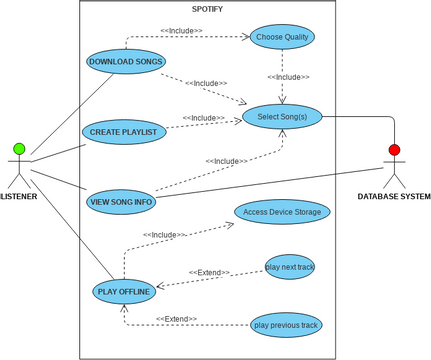 SPOTIFY
<<Include>>
Choose Quality
DOWNLOAD SONGS
<<Include>>
<<Include>>
<<Include>>
Select Song(s)
CREATE PLAYLIST
<<Include>>
LISTENER
DATABASE SYSTEM
VIEW SONG INFO
Access Device Storage
<<Include>>
<<Extend>>
play next track
PLAY OFFLINE
<<Extend>>
play previous track